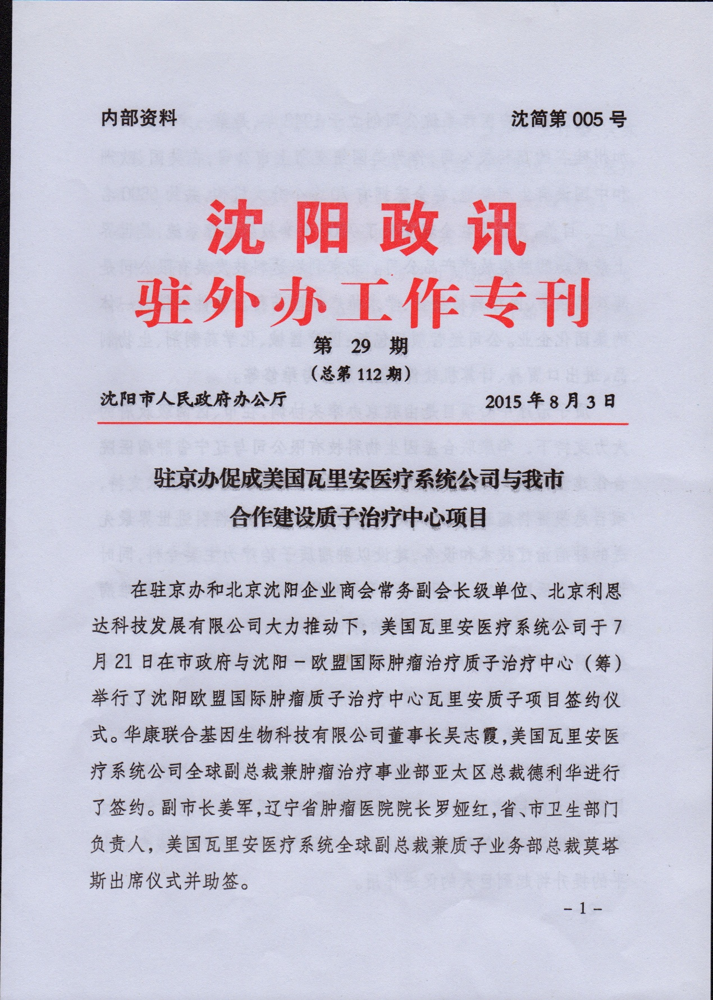 内部资料
沈简第 005 号
沈阳政讯
驻外办工作专刊
第 29 期
（总第 112 期）
沈阳市人民政府办公厅
2015 年 8 月 3 日
驻京办促成美国瓦里安医疗系统公司与我市
合作建设质子治疗中心项目
在驻京办和北京沈阳企业商会常务副会长级单位、北京利恩
达科技发展有限公司大力推动下，美国瓦里安医疗系统公司于 7
月 21 日在市政府与沈阳－欧盟国际肿瘤治疗质子治疗中心（筹）
举行了沈阳欧盟国际肿瘤质子治疗中心瓦里安质子项目签约仪
式。华康联合基因生物科技有限公司董事长吴志霞，美国瓦里安医
疗系统公司全球副总裁兼肿瘤治疗事业部亚太区总裁德利华进行
了签约。副市长姜军，辽宁省肿瘤医院院长罗娅红，省、市卫生部门
负责人，美国瓦里安医疗系统全球副总裁兼质子业务部总裁莫塔
斯出席仪式并助签。
－1－